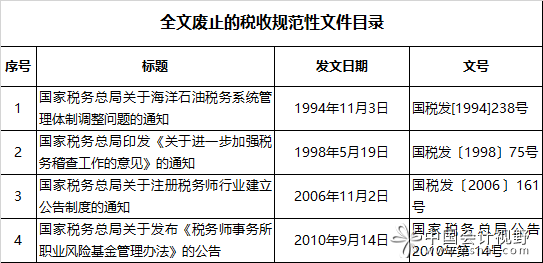 全文废止的税收规范性文件目录
序号 标题 发文日期 文号
1 国家税务总局关于海洋石油税务系统管理体制调整问题的通知 1994年11月3日 国税发[1994]238号
2 国家税务总局印发《关于进一步加强税务稽查工作的意见》的通知 1998年5月19日 国税发〔1998〕75号
3 国家税务总局关于注册税务师行业建立公告制度的通知 2006年11月2日 国税发〔2006〕161号
4 国家税务总局关于发布《税务师事务所职业风险基金管理办法》的公告 2010年9月14日 国家税务总局公告2010年第14号
中国会计视野